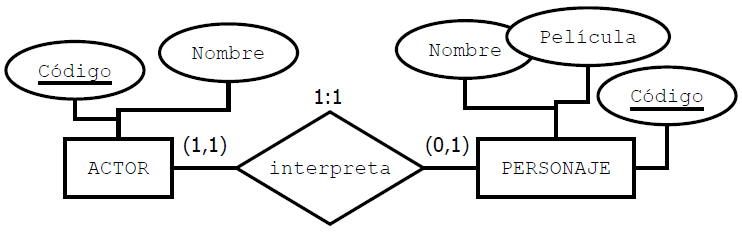 Código
Nombre
Nombre
Película
Código
1:1
ACTOR
(1,1)
interpreta
(0,1)
PERSONAJE